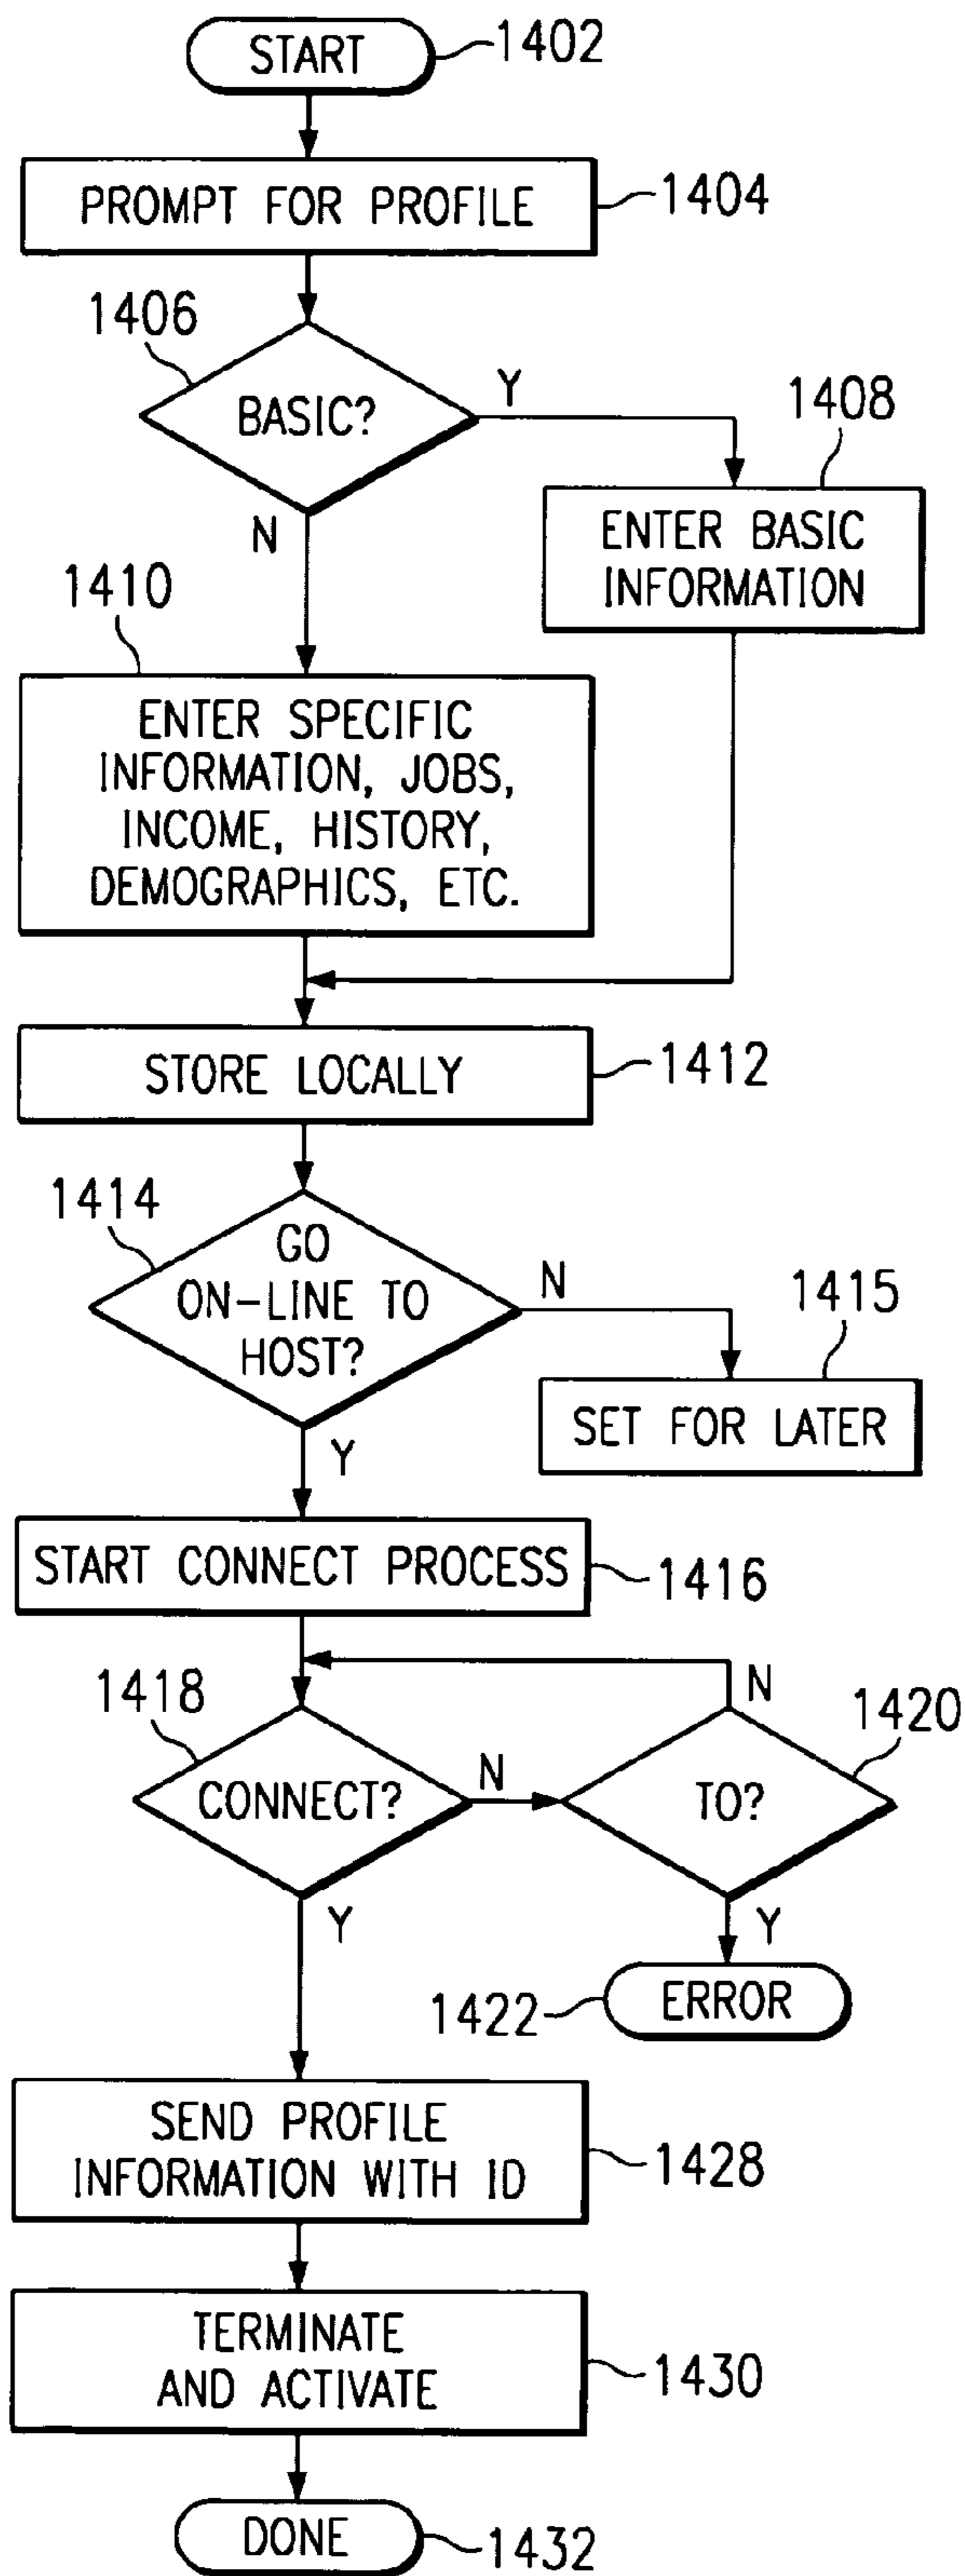 START
1402
PROMPT FOR PROFILE
1404
1406
BASIC?
Y
N
1408
ENTER BASIC
INFORMATION
1410
ENTER SPECIFIC
INFORMATION, JOBS,
INCOME, HISTORY,
DEMOGRAPHICS, ETC.
STORE LOCALLY
1412
1414
GO
ON-LINE TO
HOST?
N
Y
1415
SET FOR LATER
START CONNECT PROCESS
1416
1418
CONNECT?
N
Y
N
1420
TO?
Y
1422
ERROR
SEND PROFILE
INFORMATION WITH ID
1428
TERMINATE
AND ACTIVATE
1430
DONE
1432